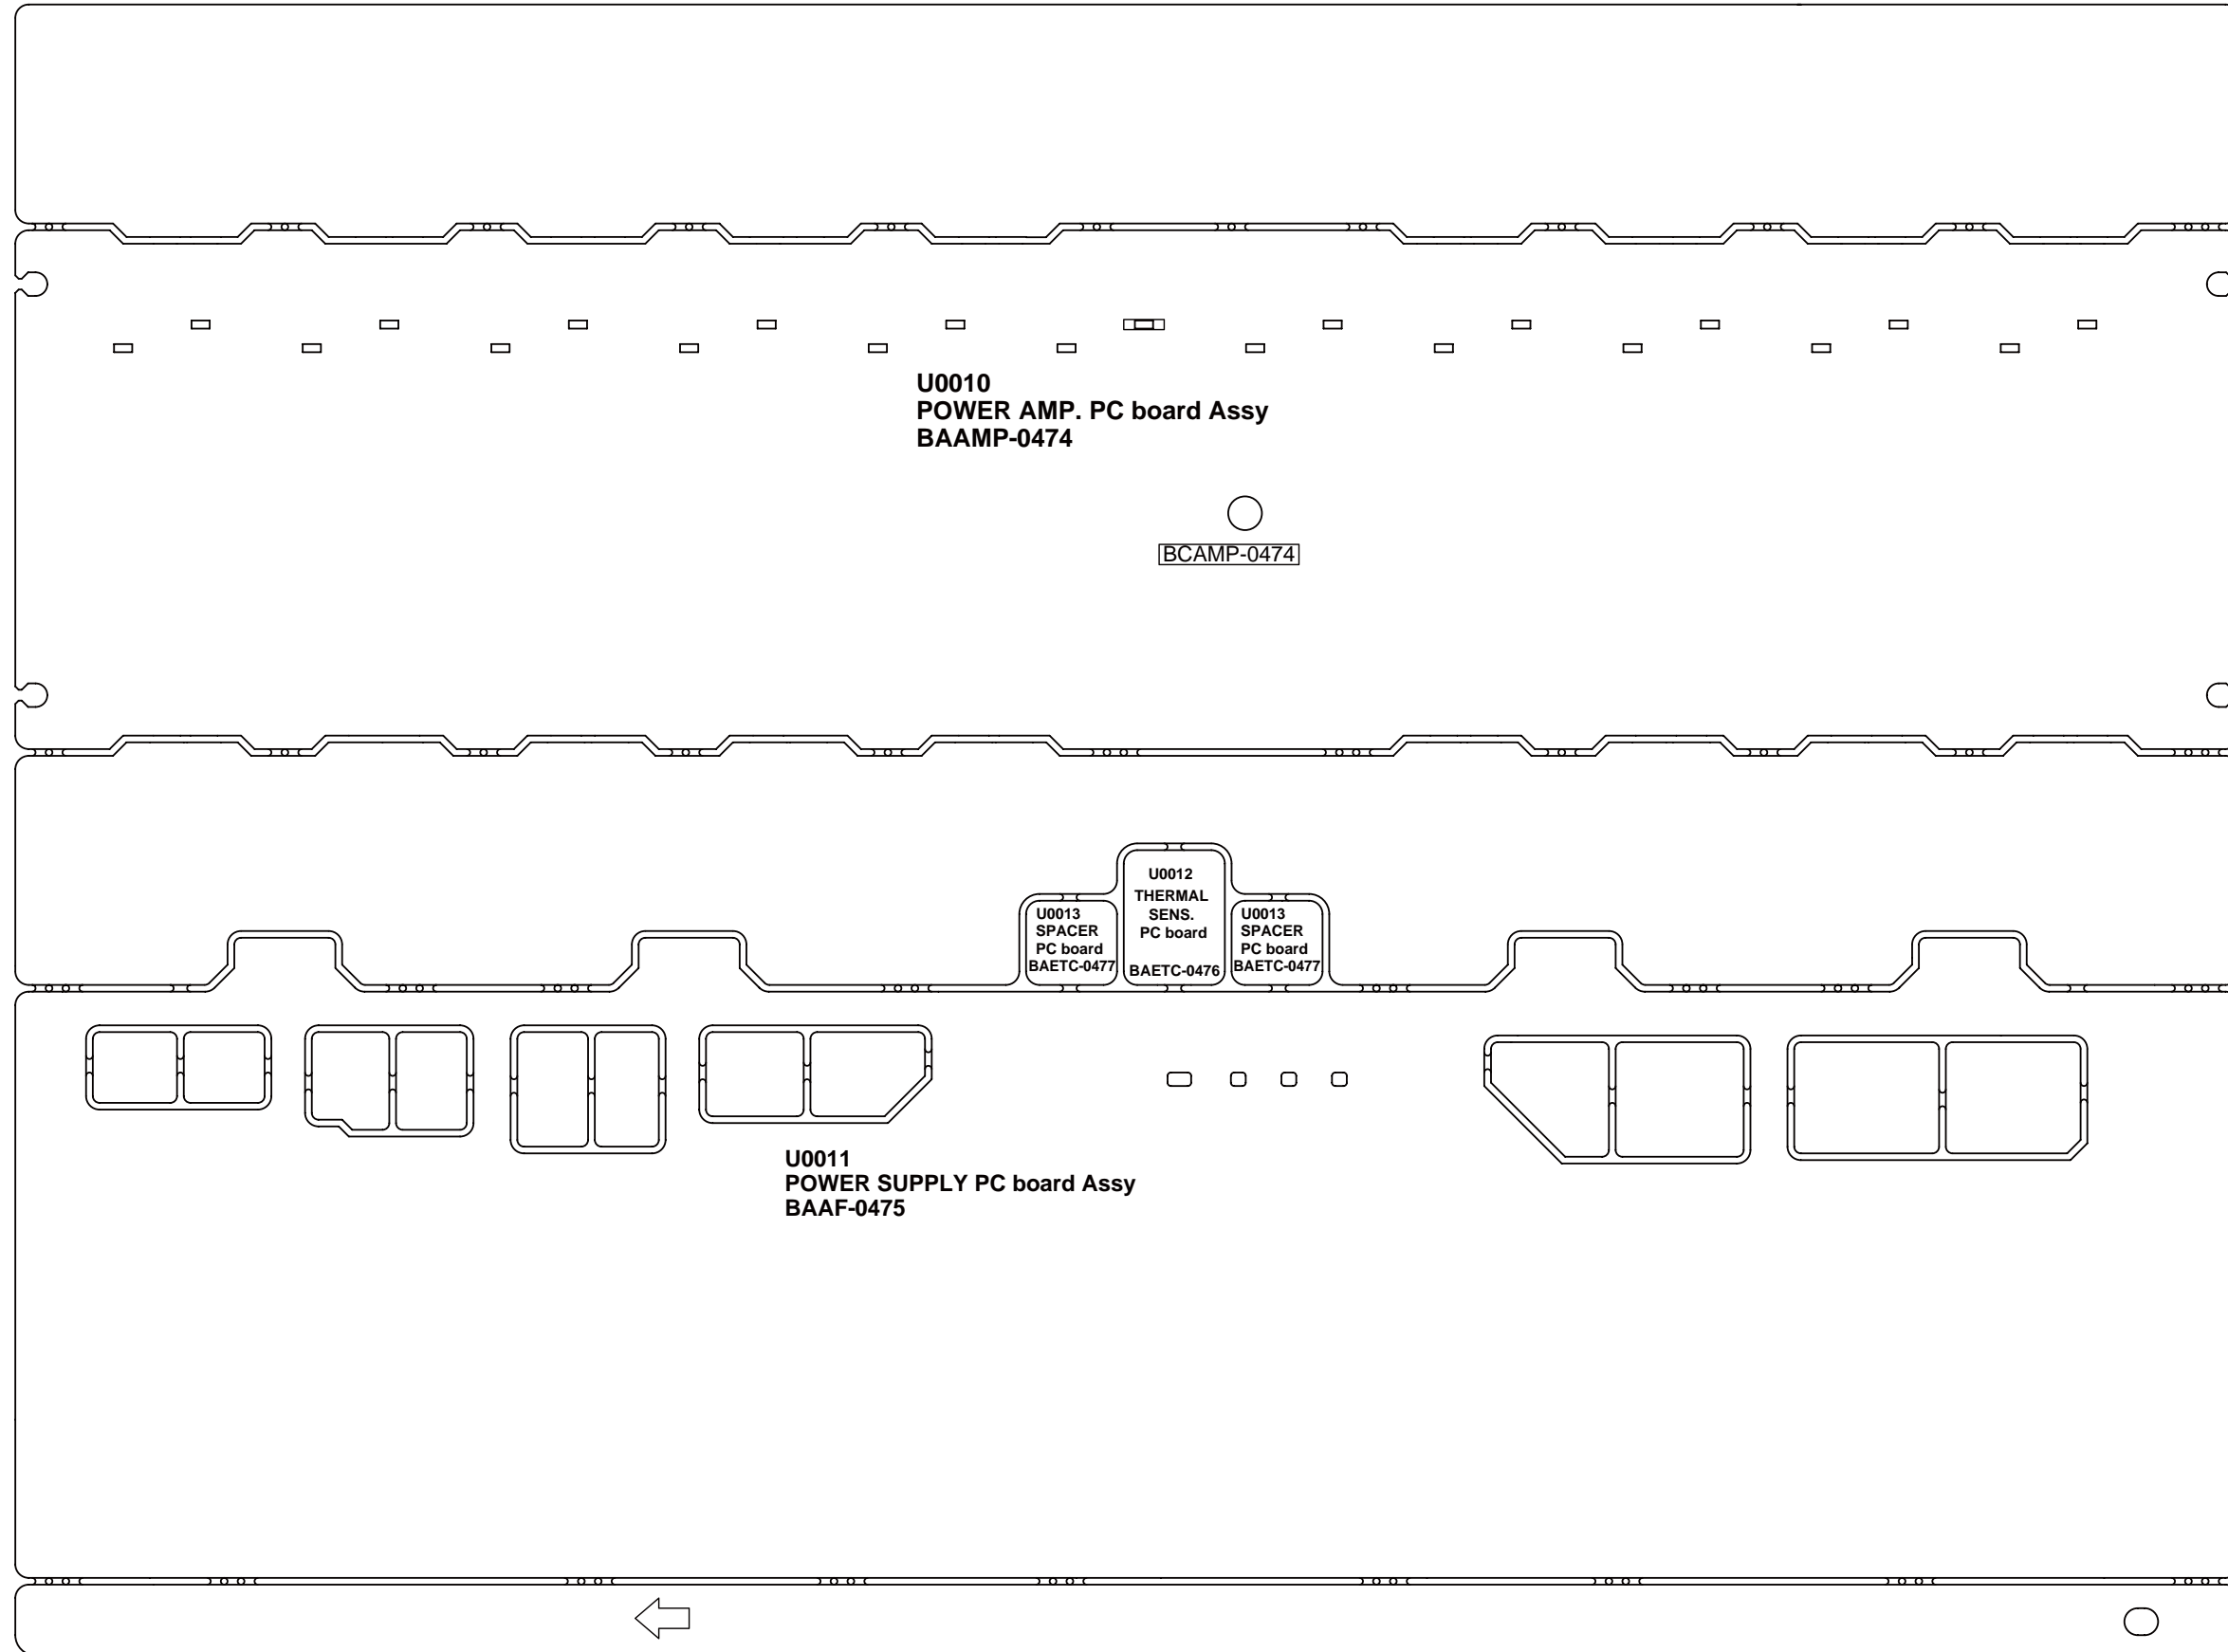 U0010
POWER AMP. PC board Assy
BAAMP-0474
BCAMP-0474
U0012
THERMAL
SENS.
PC board
BAETC-0476
U0013
SPACER
PC board
BAETC-0477
U0013
SPACER
PC board
BAETC-0477
U0011
POWER SUPPLY PC board Assy
BAAF-0475